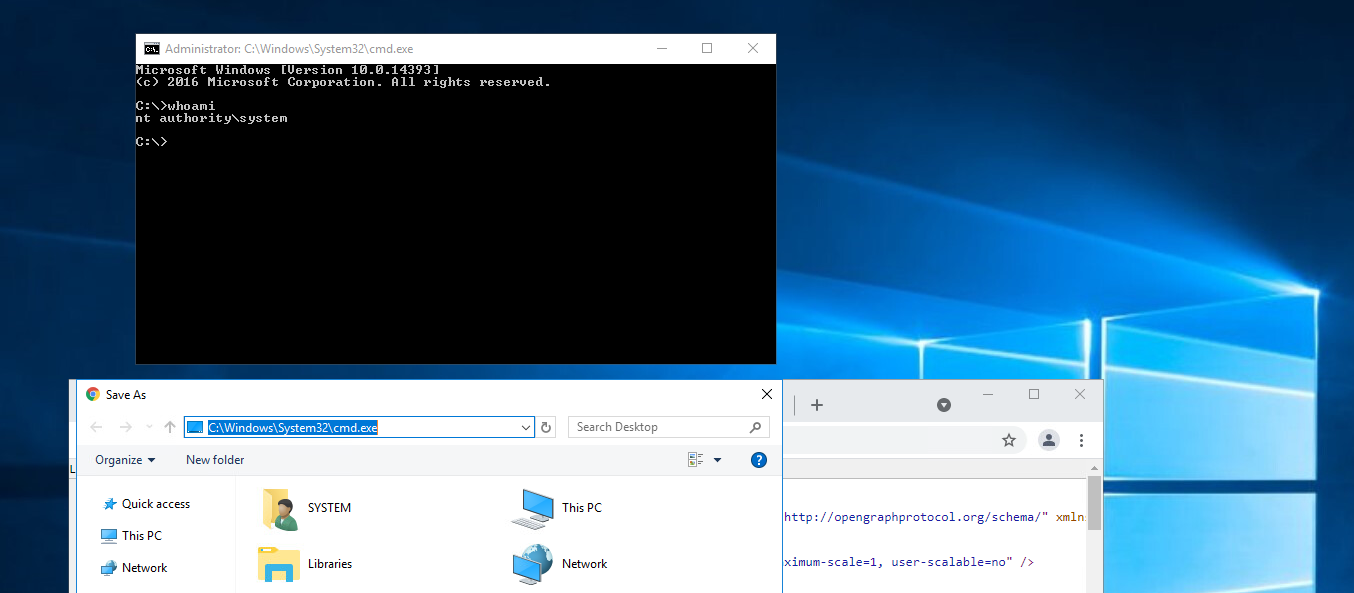 Administrator: C:\Windows\System32\cmd.exe
Microsoft Windows [Version 10.0.14393]
(c) 2016 Microsoft Corporation. All rights reserved.
C:\>whoami
nt authority\system
C:\>
Save As
C:\Windows\System32\cmd.exe
Search Desktop
Organize
New folder
Quick access
This PC
Network
SYSTEM
This PC
Libraries
Network
http://opengraphprotocol.org/schema/" xmln
ximum-scale=1, user-scalable=no" />